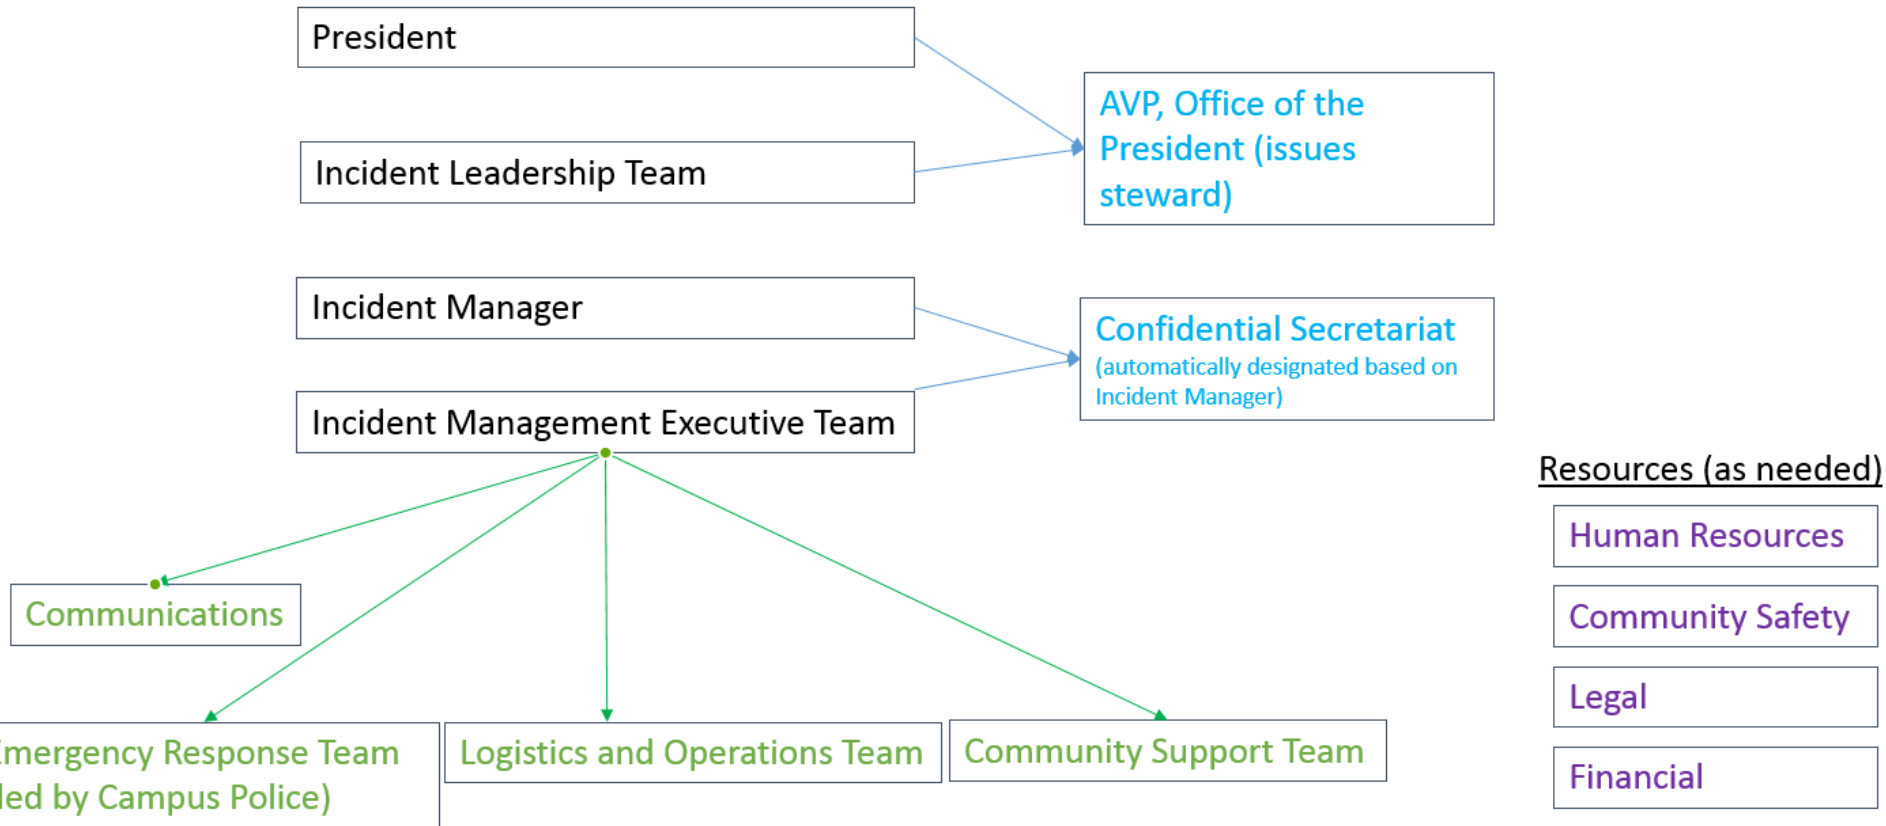 President
AVP, Office of the
President (issues
steward)
Incident Leadership Team
Incident Manager
Confidential Secretariat
(automatically designated based on
Incident Manager)
Incident Management Executive Team
Resources (as needed)
Human Resources
Community Safety
Legal
Financial
Communications
mergency Response Team
led by Campus Police)
Logistics and Operations Team
Community Support Team